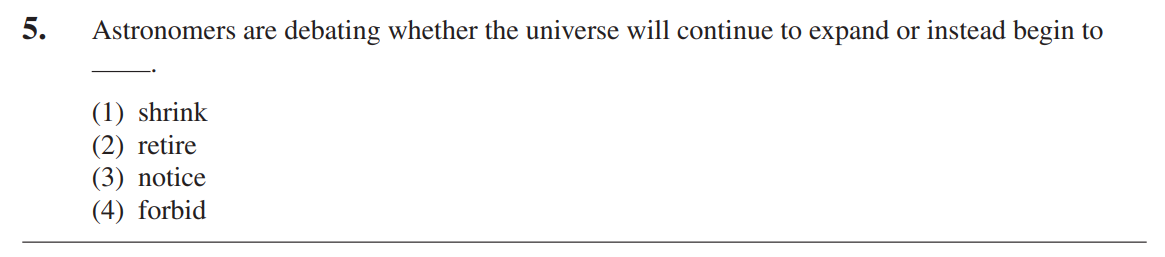 5. Astronomers are debating whether the universe will continue to expand or instead begin to
____.
(1) shrink
(2) retire
(3) notice
(4) forbid